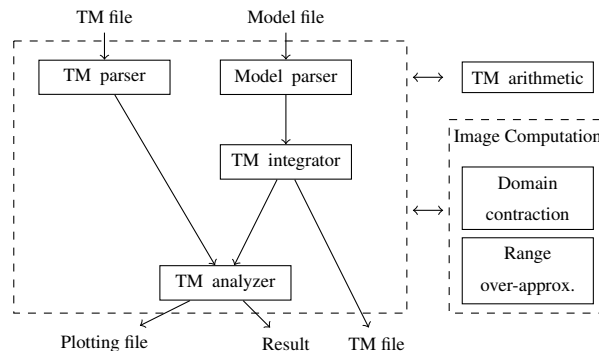 TM file
Model file
TM parser
Model parser
TM arithmetic
Image Computation
TM integrator
Domain
contraction
Range
over-approx.
TM analyzer
Plotting file
Result
TM file